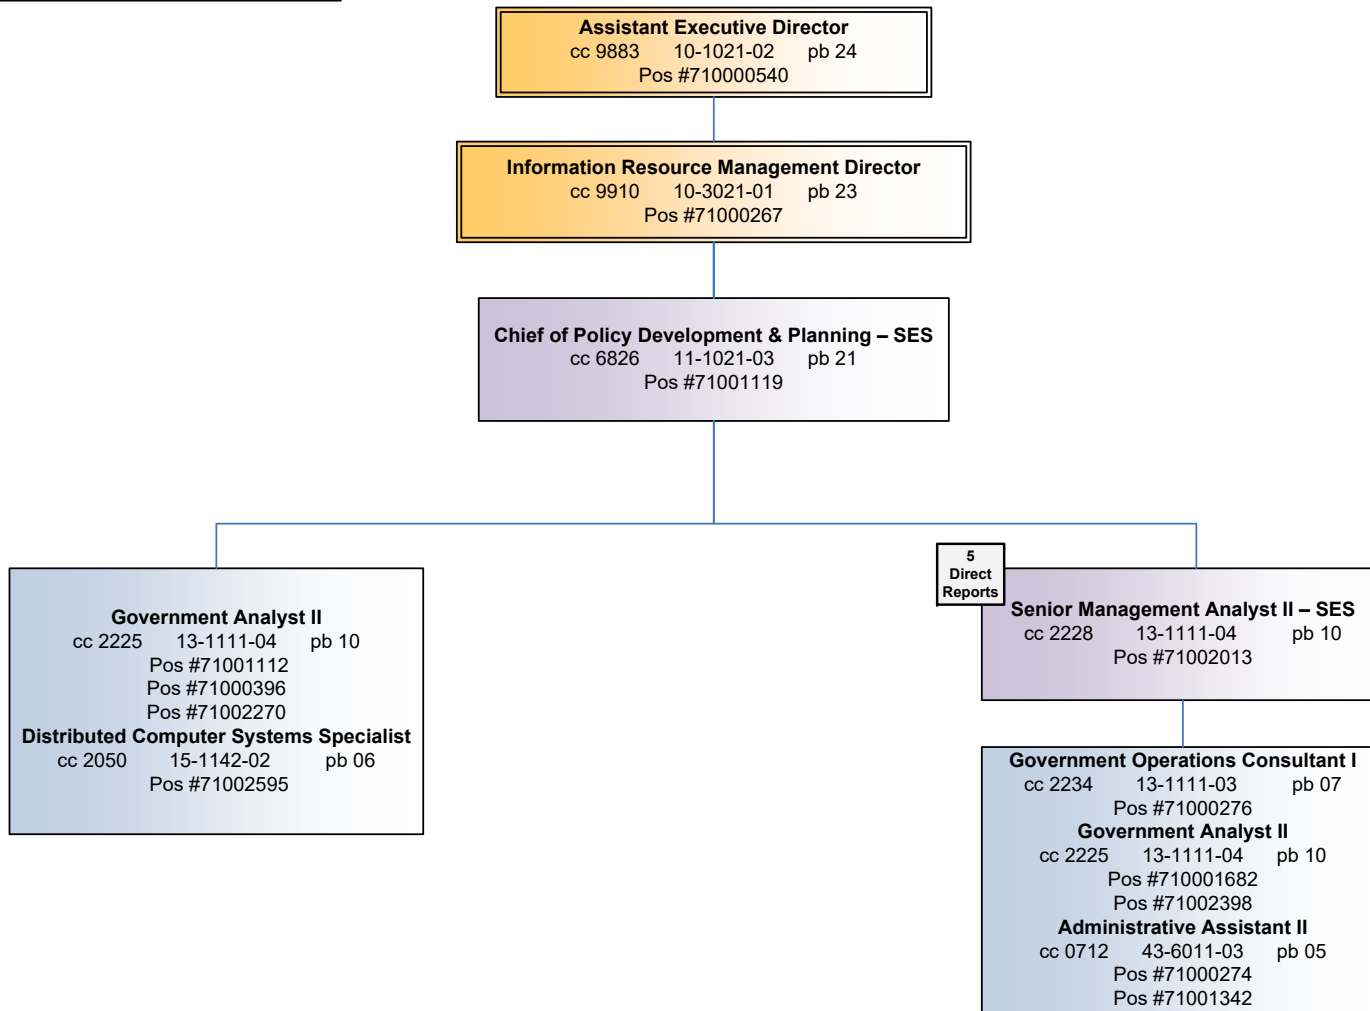 Assistant Executive Director
cc 9883 10-1021-02 pb 24
Pos #710000540
Information Resource Management Director
cc 9910 10-3021-01 pb 23
Pos #71000267
Chief of Policy Development & Planning – SES
cc 6826 11-1021-03 pb 21
Pos #71001119
Government Analyst II
cc 2225 13-1111-04 pb 10
Pos #71001112
Pos #71000396
Pos #71002270
Distributed Computer Systems Specialist
cc 2050 15-1142-02 pb 06
Pos #71002595
5
Direct
Reports
Senior Management Analyst II – SES
cc 2228 13-1111-04 pb 10
Pos #71002013
Government Operations Consultant I
cc 2234 13-1111-03 pb 07
Pos #71000276
Government Analyst II
cc 2225 13-1111-04 pb 10
Pos #710001682
Pos #71002398
Administrative Assistant II
cc 0712 43-6011-03 pb 05
Pos #71000274
Pos #71001342